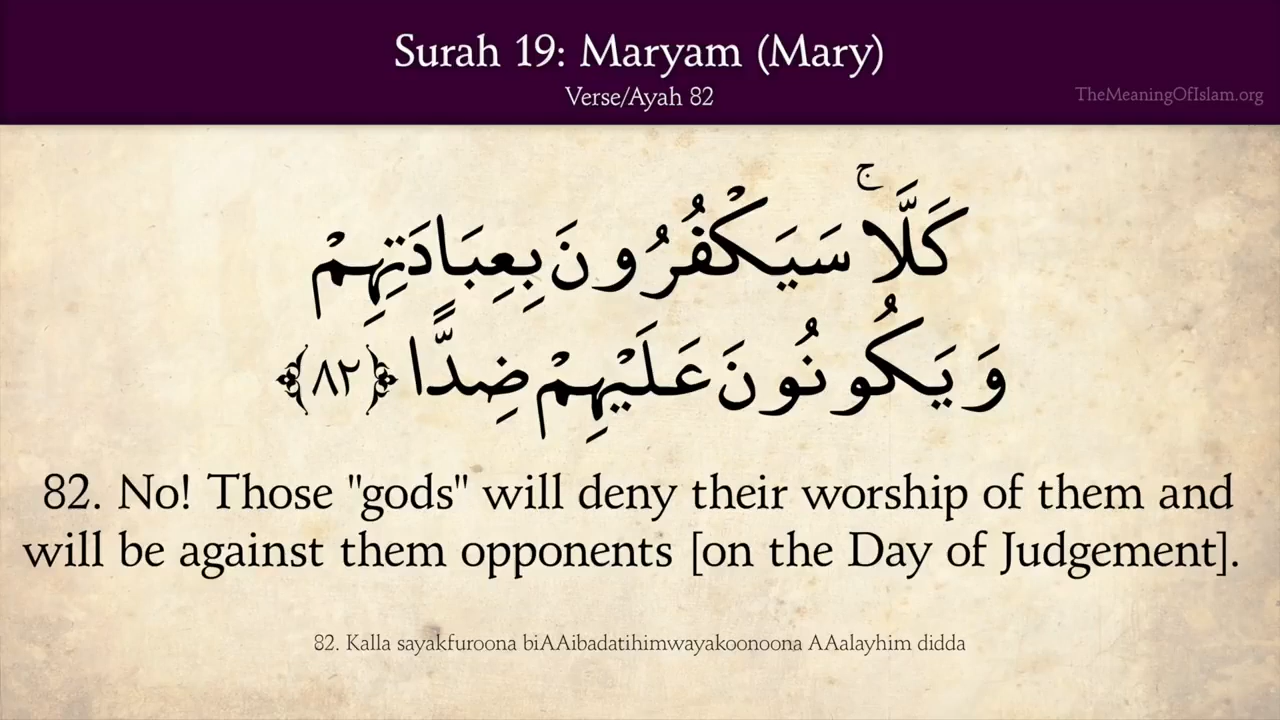 Surah 19: Maryam (Mary)
Verse/Ayah 82
TheMeaningOfIslam.org
كَلَّا ۚ سَيَكْفُرُونَ بِعِبَادَتِهِمْ
وَيَكُونُونَ عَلَيْهِمْ ضِدًّا ﴿٨٢﴾
82. No! Those "gods" will deny their worship of them and
will be against them opponents [on the Day of Judgement].
82. Kalla sayakfuroona biAAibadatihimwayakoonoona AAalayhim didda